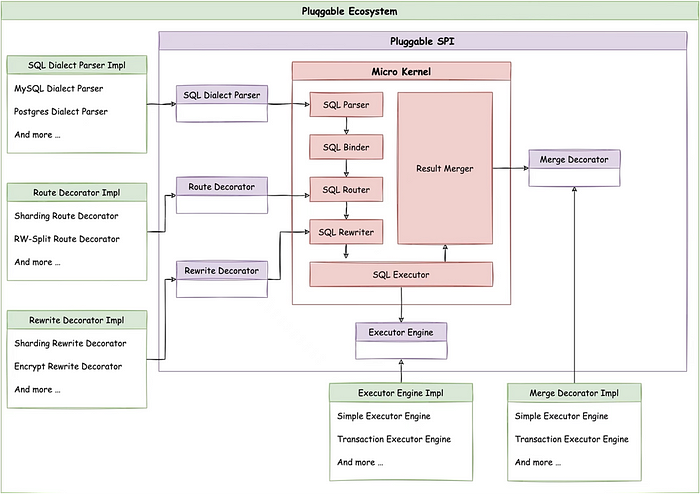 Pluggable Ecosystem
Pluggable SPI
SQL Dialect Parser Impl
MySQL Dialect Parser
Postgres Dialect Parser
And more ...
SQL Dialect Parser
Micro Kernel
SQL Parser
SQL Binder
SQL Router
SQL Rewriter
SQL Executor
Result Merger
Merge Decorator
Route Decorator Impl
Sharding Route Decorator
RW-Split Route Decorator
And more ...
Route Decorator
Rewrite Decorator
Rewrite Decorator Impl
Sharding Rewrite Decorator
Encrypt Rewrite Decorator
And more ...
Executor Engine
Executor Engine Impl
Simple Executor Engine
Transaction Executor Engine
And more ...
Merge Decorator Impl
Simple Executor Engine
Transaction Executor Engine
And more ...